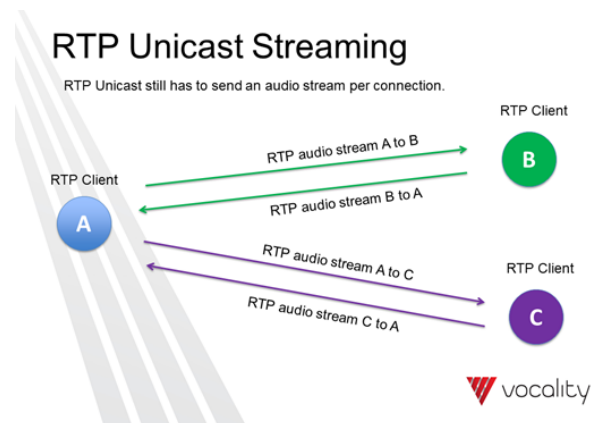 RTP Unicast Streaming
RTP Unicast still has to send an audio stream per connection.
RTP Client
B
RTP audio stream A to B
RTP audio stream B to A
RTP Client
A
RTP audio stream A to C
RTP audio stream C to A
RTP Client
C
vocality